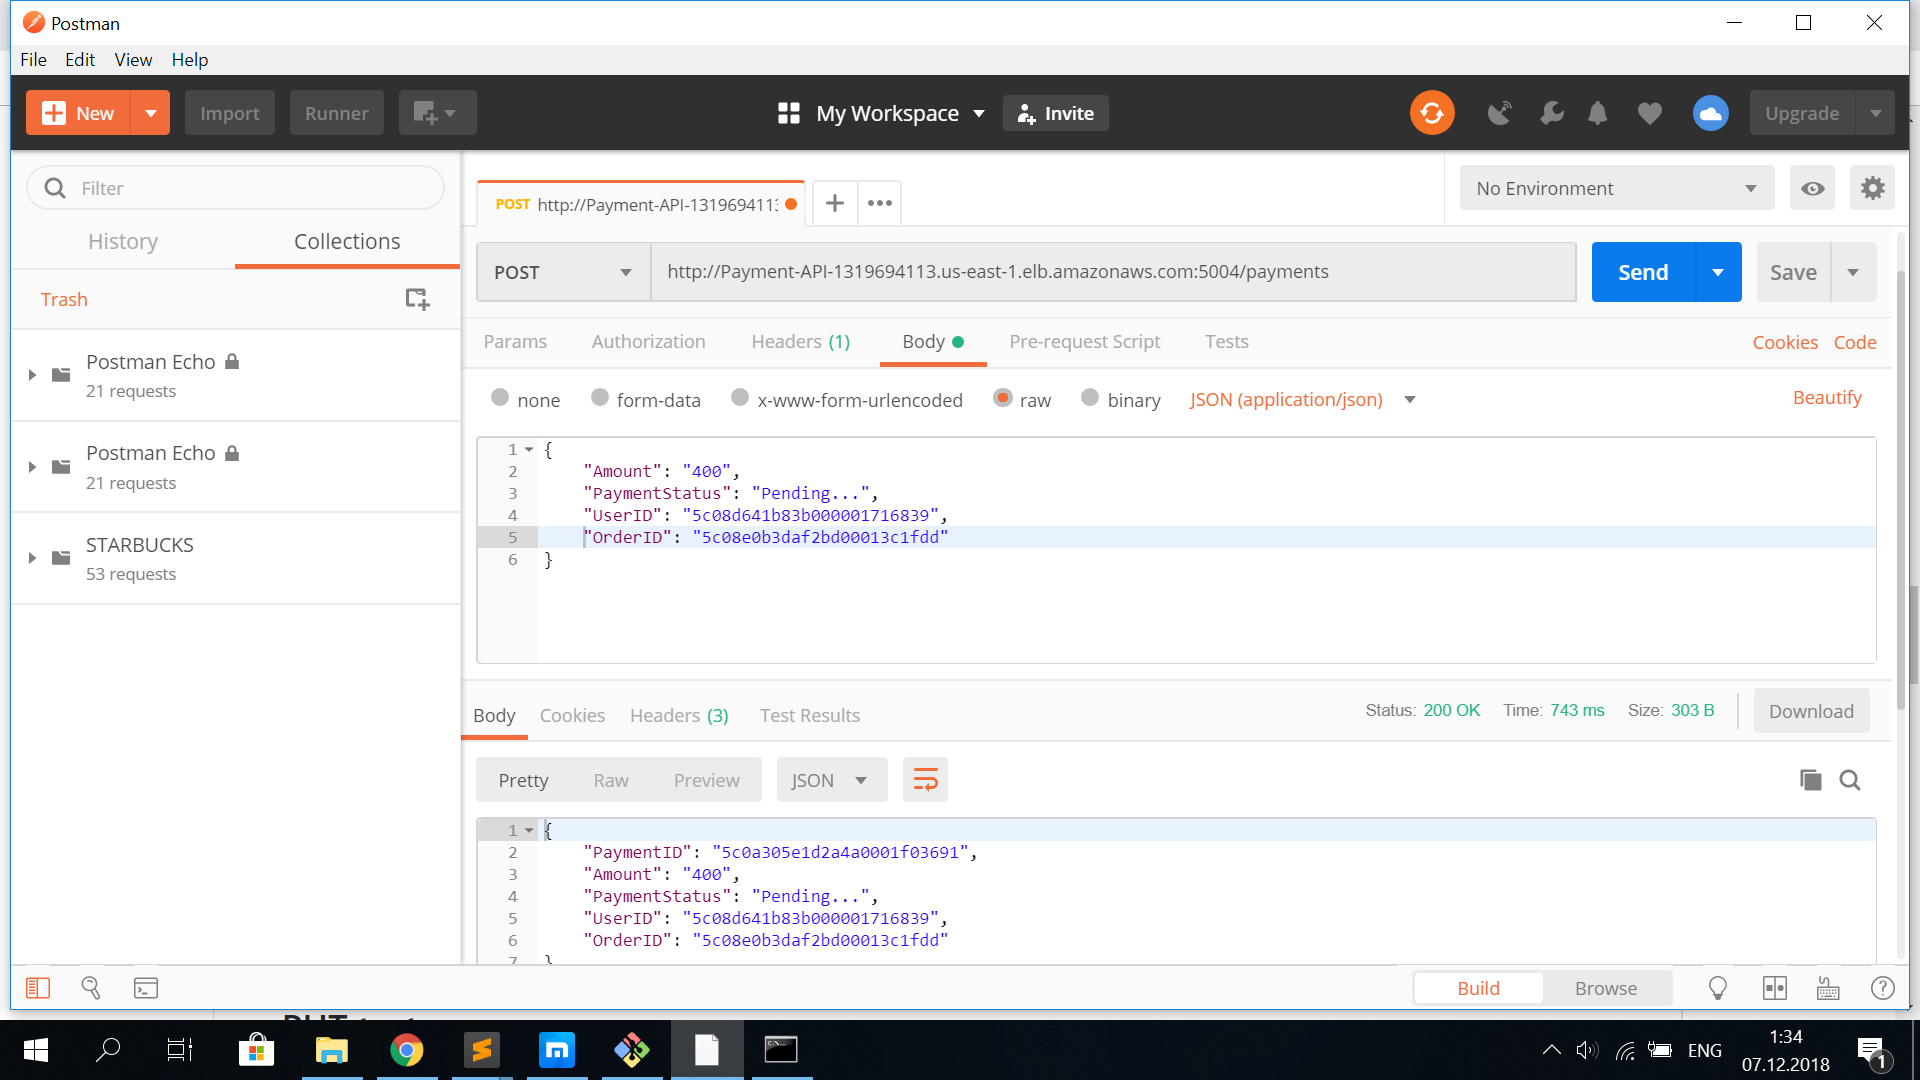 Postman
File Edit View Help
New Import Runner My Workspace Invite Upgrade
Filter
History Collections
Trash
Postman Echo
21 requests
Postman Echo
21 requests
STARBUCKS
53 requests
POST http://Payment-API-1319694113
No Environment
POST http://Payment-API-1319694113.us-east-1.elb.amazonaws.com:5004/payments Send Save
Params Authorization Headers (1) Body Pre-request Script Tests Cookies Code
none form-data x-www-form-urlencoded raw binary JSON (application/json) Beautify
1 {
2 "Amount": "400",
3 "PaymentStatus": "Pending...",
4 "UserID": "5c08d641b83b000001716839",
5 "OrderID": "5c08e0b3daf2bd00013c1fdd"
6 }
Body Cookies Headers (3) Test Results Status: 200 OK Time: 743 ms Size: 303 B Download
Pretty Raw Preview JSON
1 {
2 "PaymentID": "5c0a305e1d2a4a0001f03691",
3 "Amount": "400",
4 "PaymentStatus": "Pending...",
5 "UserID": "5c08d641b83b000001716839",
6 "OrderID": "5c08e0b3daf2bd00013c1fdd"
7 }
Build Browse
ENG 1:34
07.12.2018
1